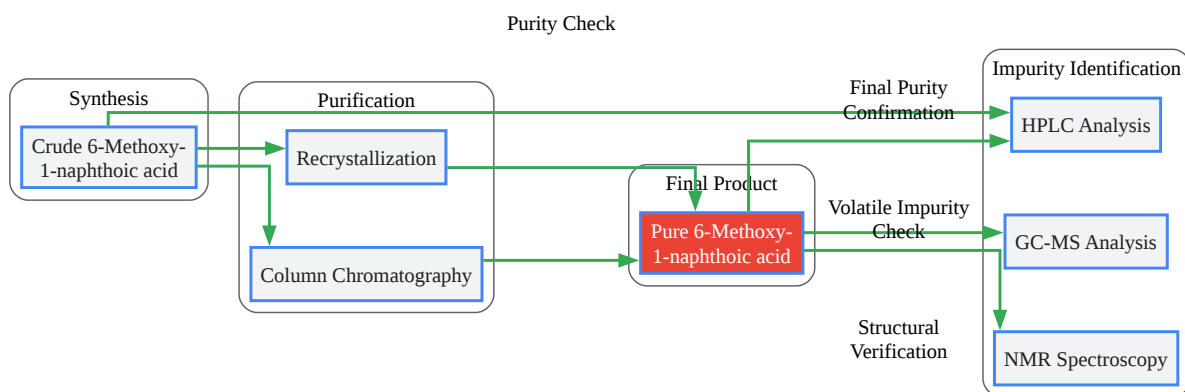 Purity Check
Synthesis
Crude 6-Methoxy-
1-naphthoic acid
Purification
Recrystallization
Column Chromatography
Final Product
Pure 6-Methoxy-
1-naphthoic acid
Final Purity
Confirmation
Volatile Impurity
Check
Structural
Verification
Impurity Identification
HPLC Analysis
GC-MS Analysis
NMR Spectroscopy